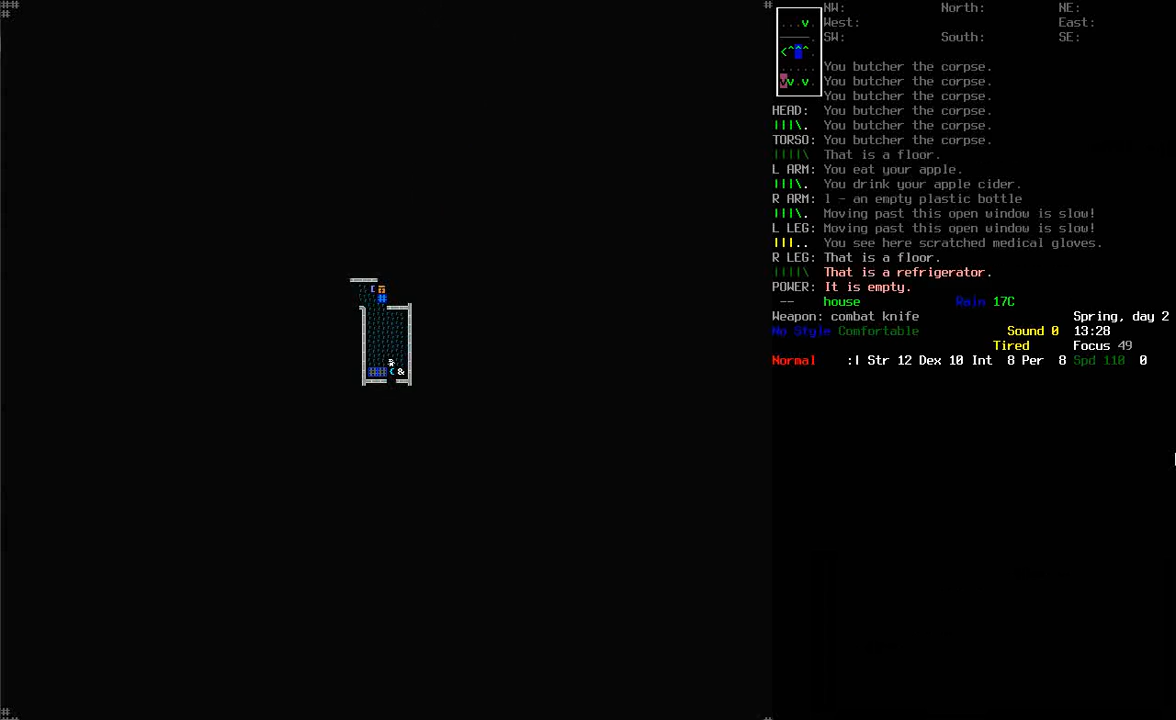 NW: North: NE:
West: East:
SW: South: SE:
You butcher the corpse.
You butcher the corpse.
You butcher the corpse.
HEAD: You butcher the corpse.
|||\. You butcher the corpse.
TORSO: You butcher the corpse.
||||\ That is a floor.
L ARM: You eat your apple.
|||\. You drink your apple cider.
R ARM: l - an empty plastic bottle
|||\. Moving past this open window is slow!
L LEG: Moving past this open window is slow!
|||.. You see here scratched medical gloves.
R LEG: That is a floor.
||||\ That is a refrigerator.
POWER: It is empty.
-- house Rain 17C
Weapon: combat knife Spring, day 2
No Style Comfortable Sound 0 13:28
Tired Focus 49
Normal :| Str 12 Dex 10 Int 8 Per 8 Spd 110 0